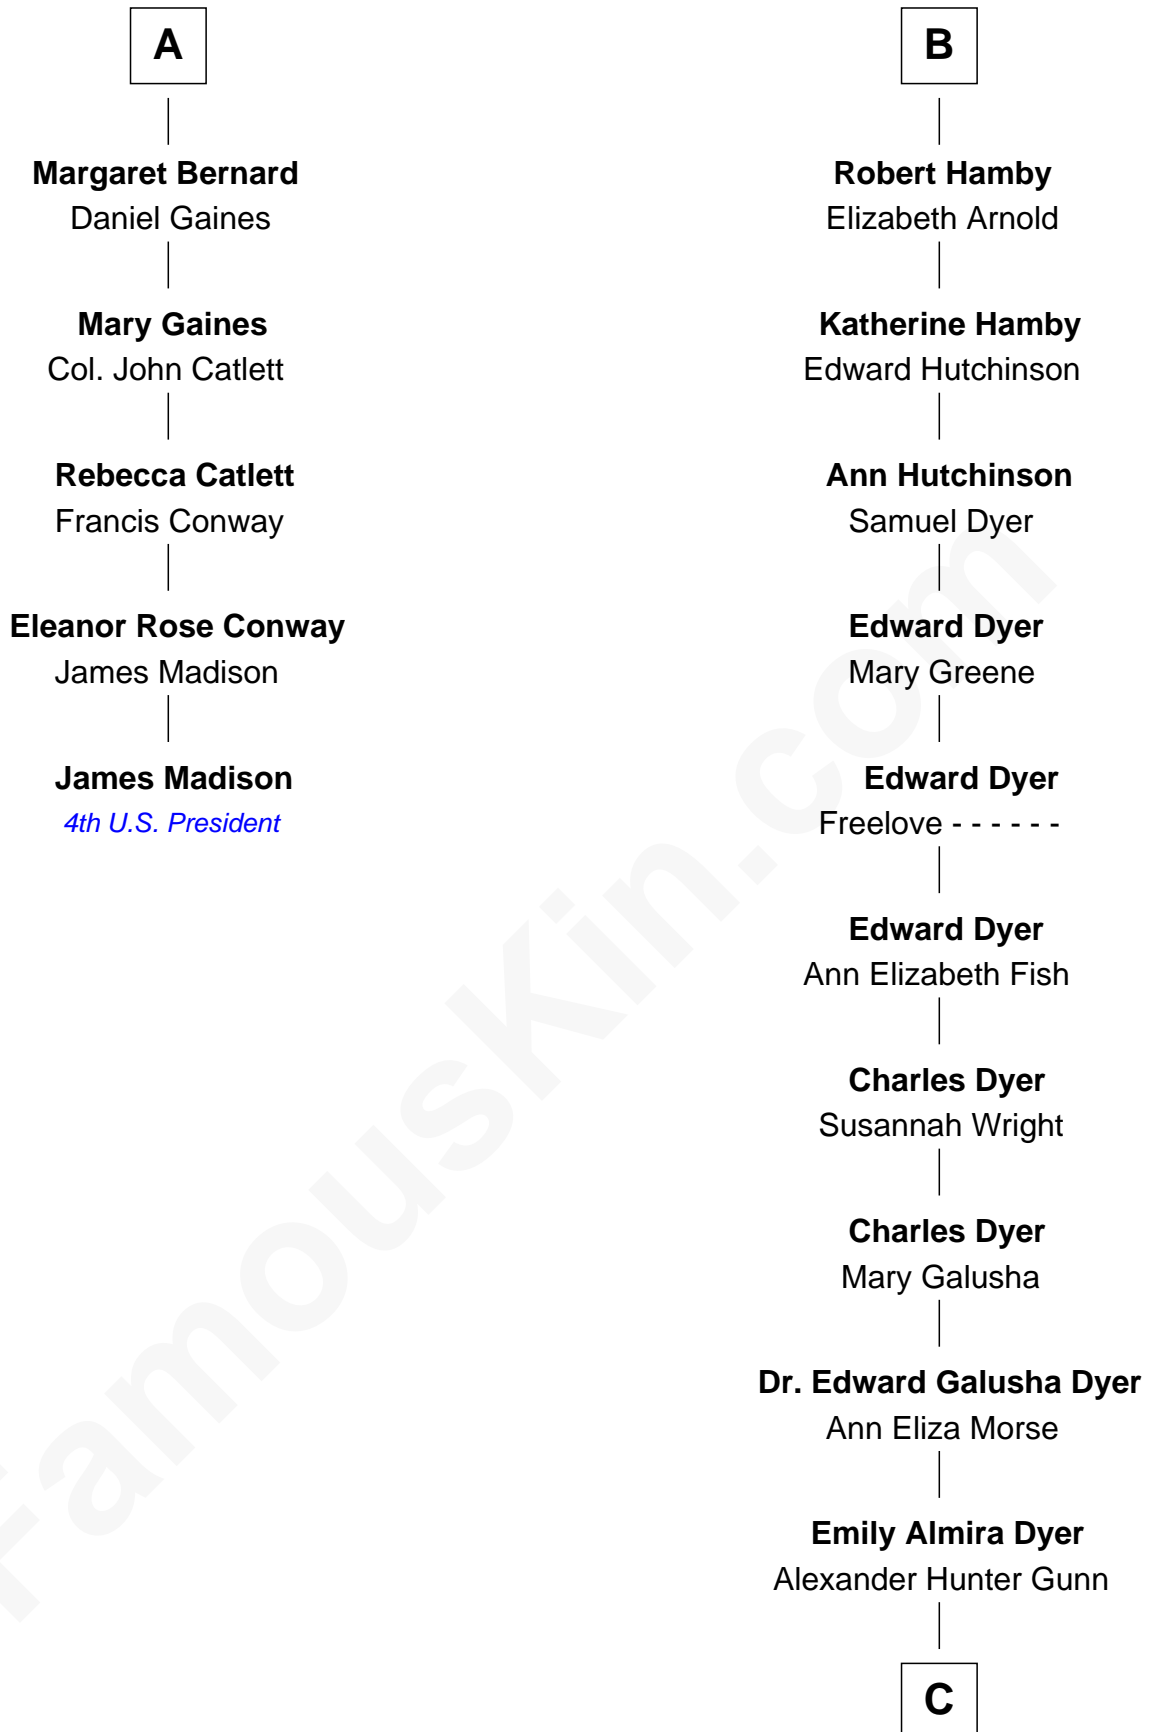 A
Margaret Bernard
Daniel Gaines
Mary Gaines
Col. John Catlett
Rebecca Catlett
Francis Conway
Eleanor Rose Conway
James Madison
James Madison
4th U.S. President
B
Robert Hamby
Elizabeth Arnold
Katherine Hamby
Edward Hutchinson
Ann Hutchinson
Samuel Dyer
Edward Dyer
Mary Greene
Edward Dyer
Freelove - - - - - -
Edward Dyer
Ann Elizabeth Fish
Charles Dyer
Susannah Wright
Charles Dyer
Mary Galusha
Dr. Edward Galusha Dyer
Ann Eliza Morse
Emily Almira Dyer
Alexander Hunter Gunn
C
FamousKin.com